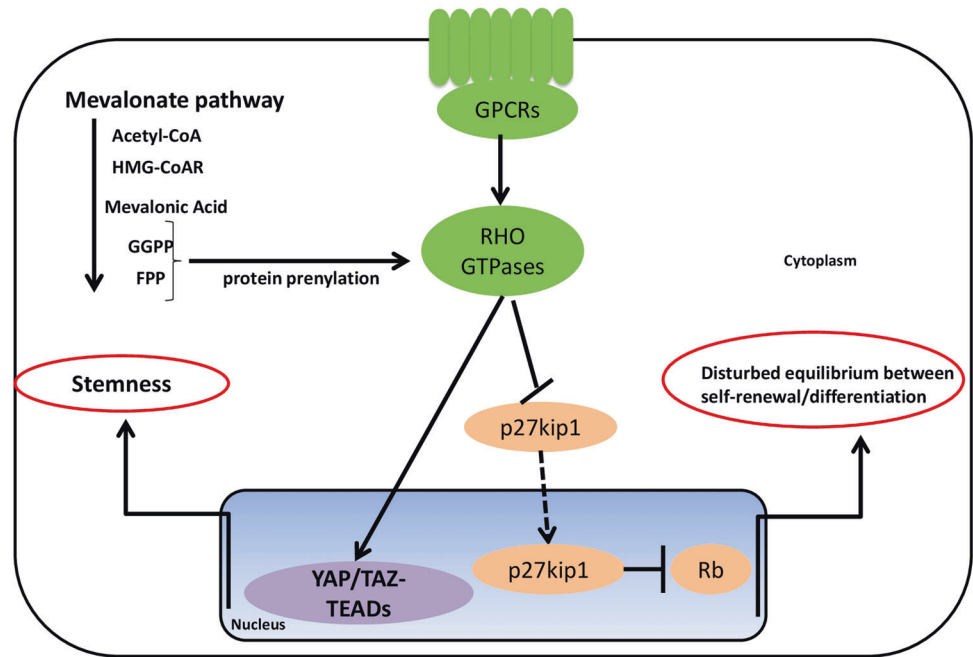 GPCRs
Mevalonate pathway
Acetyl-CoA
HMG-CoAR
Mevalonic Acid
GGPP
FPP
protein prenylation
RHO
GTPases
Cytoplasm
Stemness
Disturbed equilibrium between
self-renewal/differentiation
p27kip1
YAP/TAZ-
TEADs
p27kip1
Rb
Nucleus